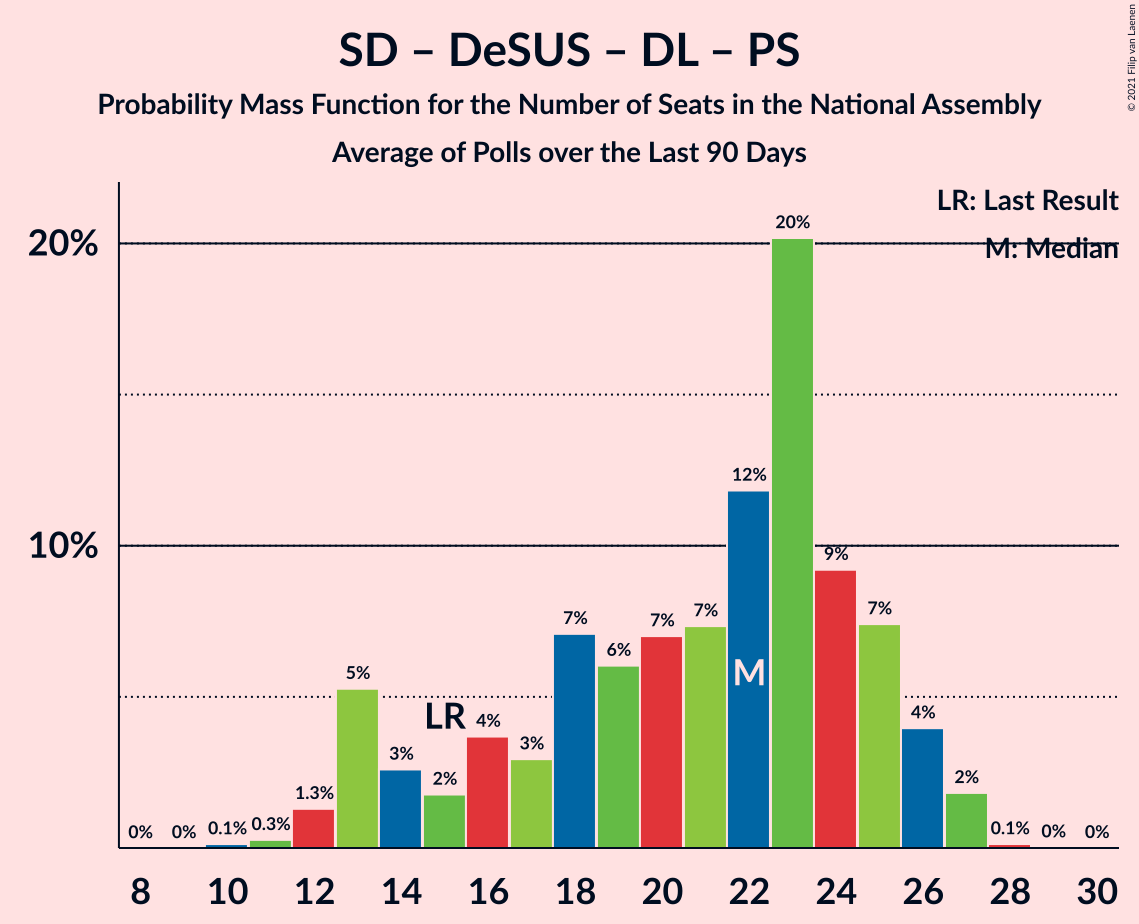 SD – DeSUS – DL – PS
Probability Mass Function for the Number of Seats in the National Assembly
Average of Polls over the Last 90 Days
© 2021 Filip van Laenen
LR: Last Result
M: Median
20%
10%
0%
0%
0.1%
0.3%
1.3%
5%
3%
2%
4%
3%
7%
6%
7%
7%
12%
20%
9%
7%
4%
2%
0.1%
0%
0%
LR
M
8 10 12 14 16 18 20 22 24 26 28 30